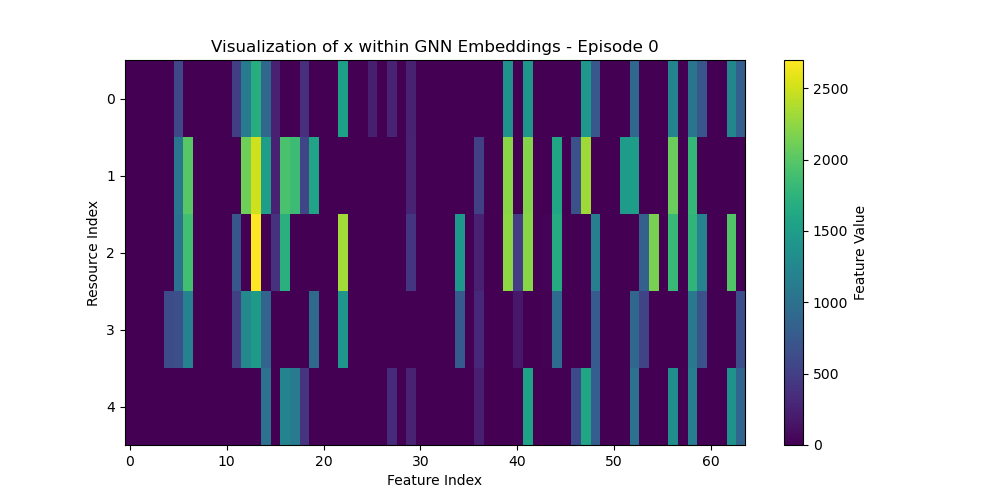 Visualization of x within GNN Embeddings - Episode 0
Resource Index
0
1
2
3
4
0 10 20 30 40 50 60
Feature Index
2500
2000
1500
1000
500
0
Feature Value